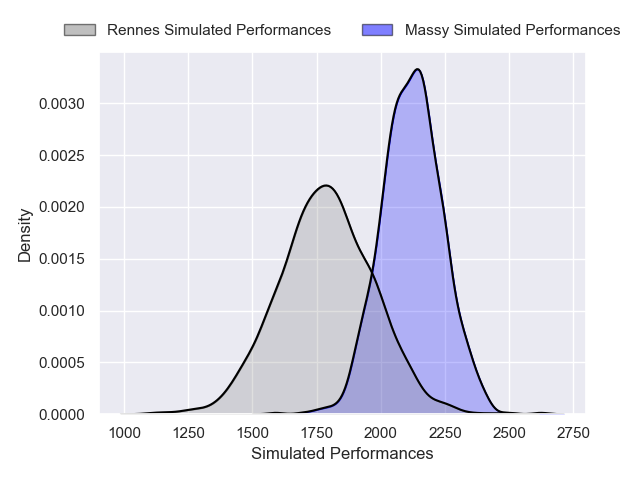 Rennes Simulated Performances Massy Simulated Performances
0.0030
0.0025
0.0020
0.0015
0.0010
0.0005
0.0000
Density
1000 1250 1500 1750 2000 2250 2500 2750
Simulated Performances